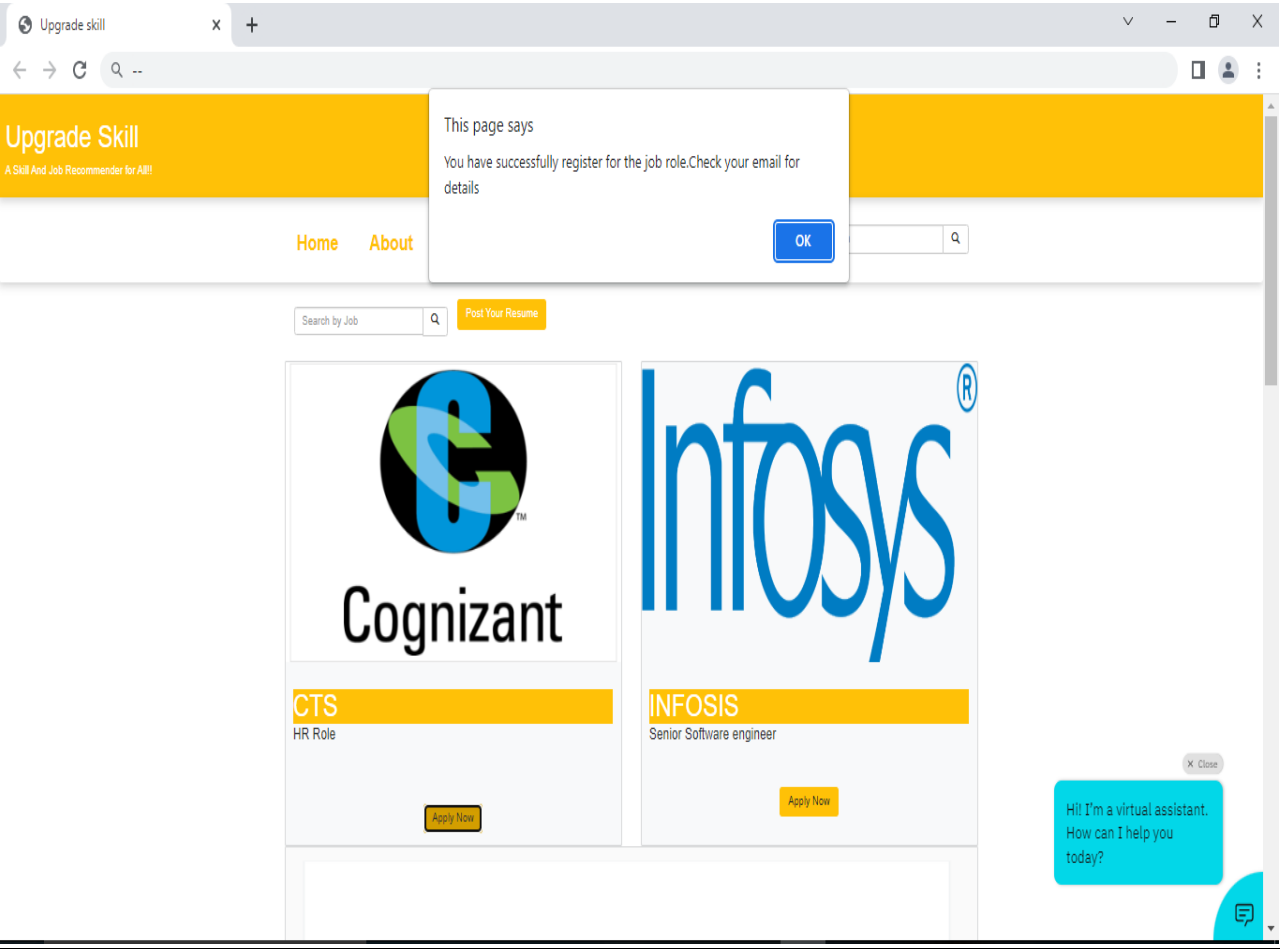 Upgrade skill
--
Upgrade Skill
A Skill And Job Recommender for All!!
This page says
You have successfully register for the job role.Check your email for
details
OK
Home About
Search by Job
Post Your Resume
TM
Cognizant
Infosys®
CTS
HR Role
Apply Now
INFOSIS
Senior Software engineer
Apply Now
× Close
Hi! I'm a virtual assistant.
How can I help you
today?